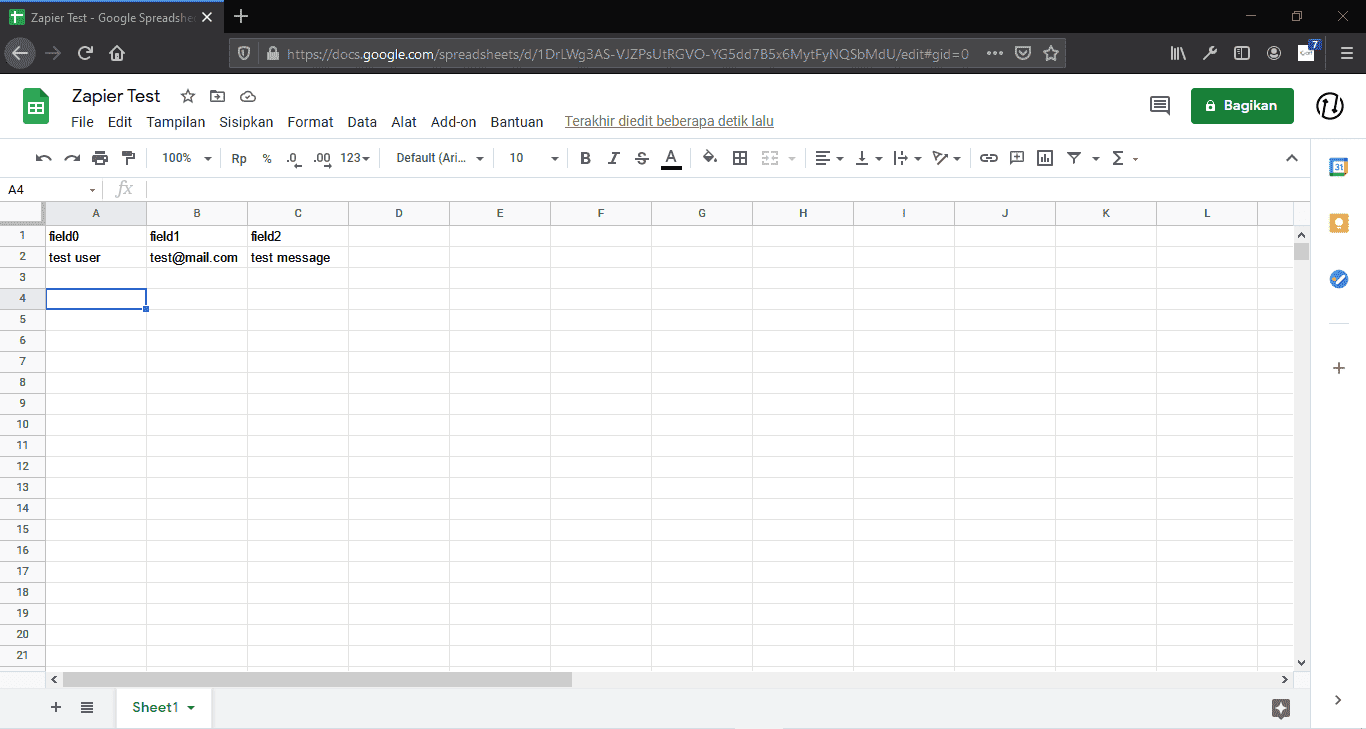 Zapier Test - Google Spreadshe
https://docs.google.com/spreadsheets/d/1DrLWg3AS-VJZPsUtRGVO-YG5dd7B5x6MytFyNQSbMdU/edit#gid=0
7
Zapier Test
File Edit Tampilan Sisipkan Format Data Alat Add-on Bantuan Terakhir diedit beberapa detik lalu
Bagikan
100% Rp % .0 .00 123 Default (Ari... 10 B I S A Σ
31
A4 fx
A B C D E F G H I J K L
1 field0 field1 field2
2 test user test@mail.com test message
3
4
5
6
7
8
9
10
11
12
13
14
15
16
17
18
19
20
21
Sheet1